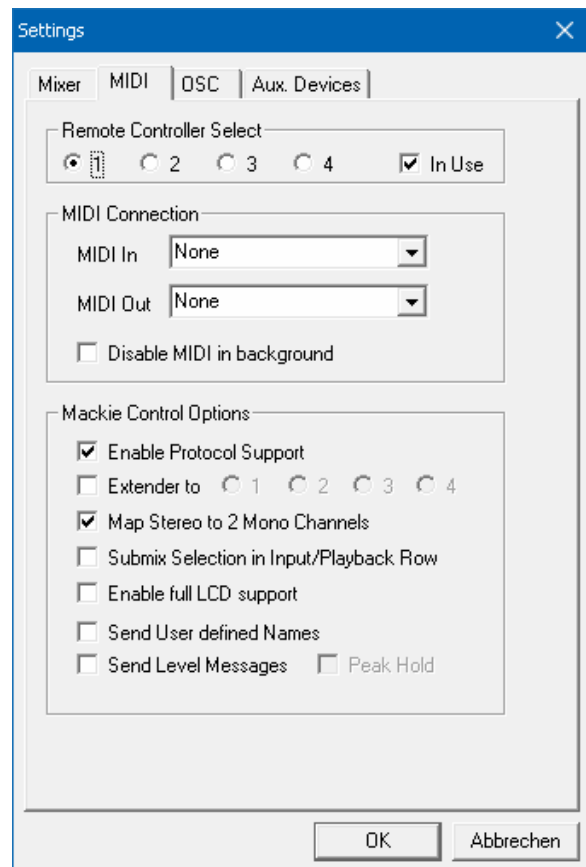 Settings
Mixer MIDI OSC Aux. Devices
Remote Controller Select
1 2 3 4 In Use
MIDI Connection
MIDI In None
MIDI Out None
Disable MIDI in background
Mackie Control Options
Enable Protocol Support
Extender to 1 2 3 4
Map Stereo to 2 Mono Channels
Submix Selection in Input/Playback Row
Enable full LCD support
Send User defined Names
Send Level Messages Peak Hold
OK Abbrechen